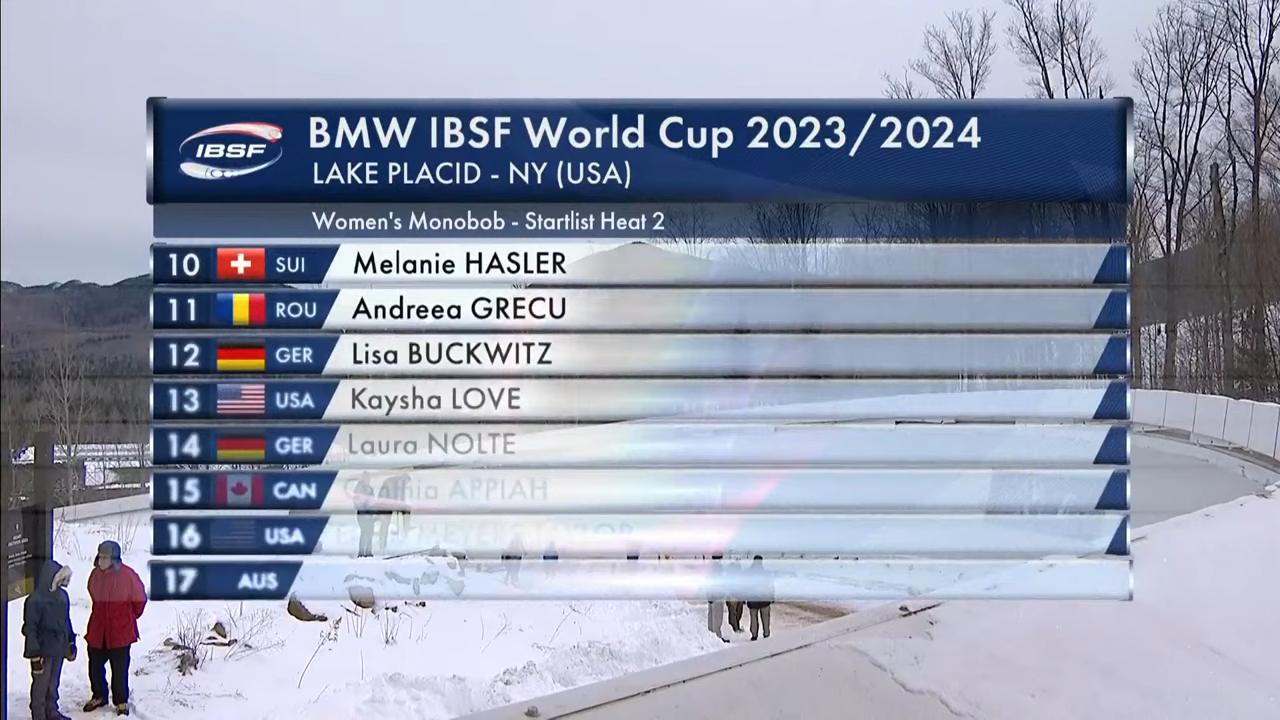 IBSF
BMW IBSF World Cup 2023/2024
LAKE PLACID - NY (USA)
Women's Monobob - Startlist Heat 2
10 SUI Melanie HASLER
11 ROU Andreea GRECU
12 GER Lisa BUCKWITZ
13 USA Kaysha LOVE
14 GER Laura NOLTE
15 CAN Cynthia APPIAH
16 USA
17 AUS